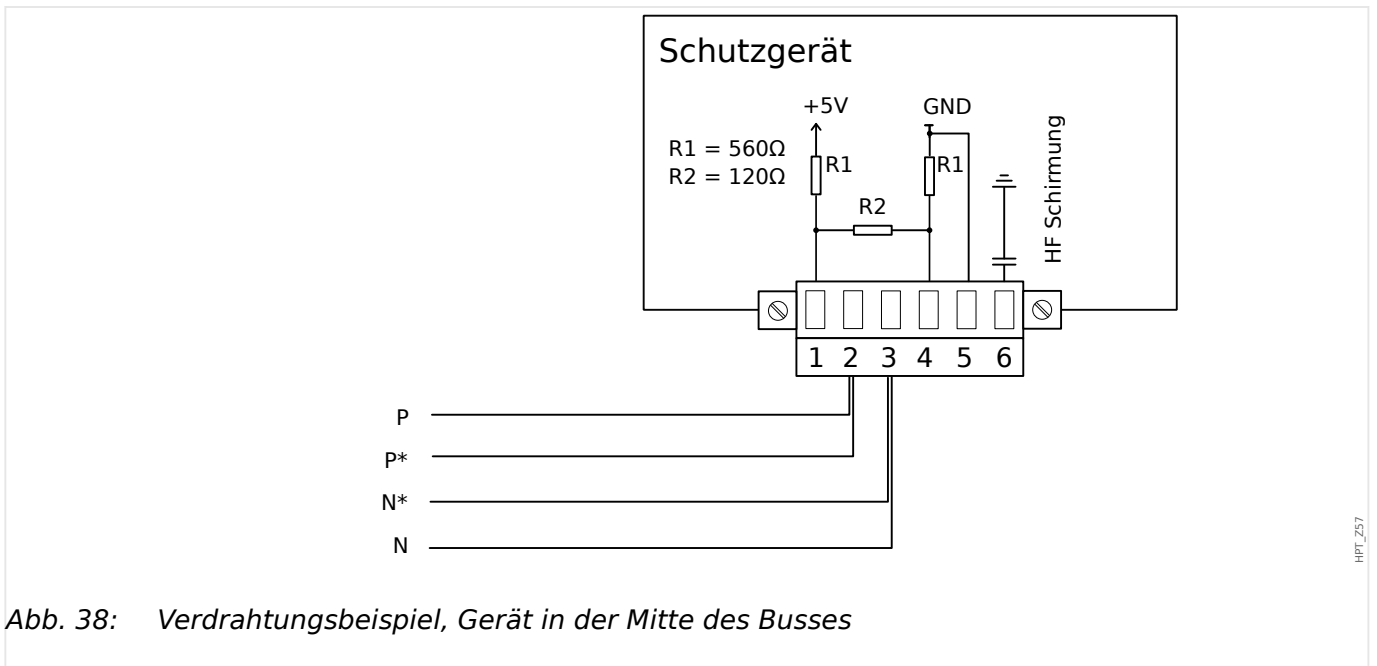 Schutzgerät
+5V
GND
R1 = 560Ω
R2 = 120Ω
R1
R1
R2
HF Schirmung
1 2 3 4 5 6
P
P*
N*
N
HPT_Z57
Abb. 38: Verdrahtungsbeispiel, Gerät in der Mitte des Busses